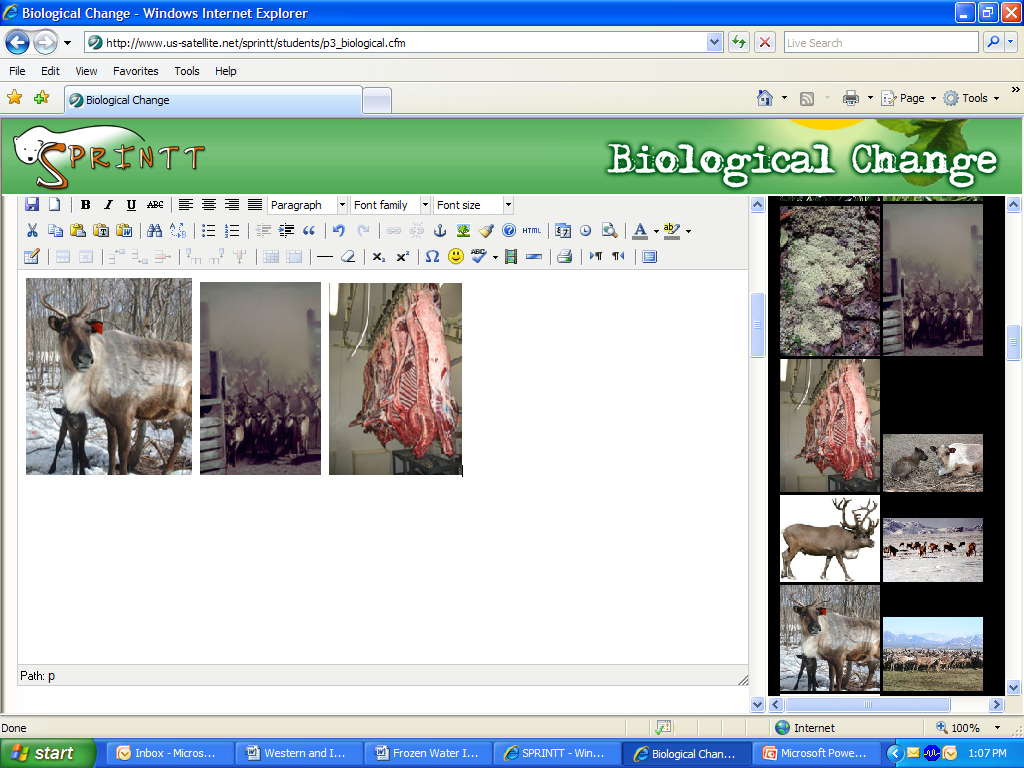 Biological Change - Windows Internet Explorer
http://www.us-satellite.net/sprintt/students/p3_biological.cfm
Live Search
File Edit View Favorites Tools Help
Biological Change
Page Tools
SPRINTT
Biological Change
B I U ABC Paragraph Font family Font size
HTML
Path: p
Done
Internet
100%
start
Inbox - Micros...
Western and I...
Frozen Water I...
SPRINTT - Win...
Biological Chan...
Microsoft Powe...
1:07 PM